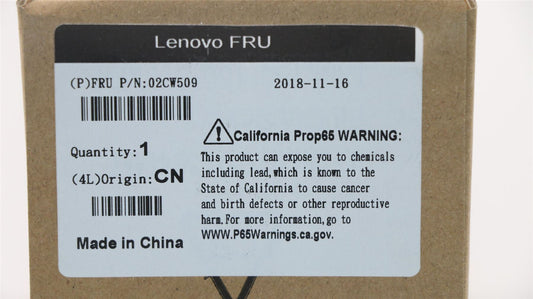 Lenovo FRU
(P)FRU P/N:02CW509
2018-11-16
Quantity:1
(4L)Origin:CN
Made in China
California Prop65 WARNING:
This product can expose you to chemicals
including lead,which is known to the
State of California to cause cancer
and birth defects or other reproductive
harm.For more information,go to
WWW.P65Warnings.ca.gov.